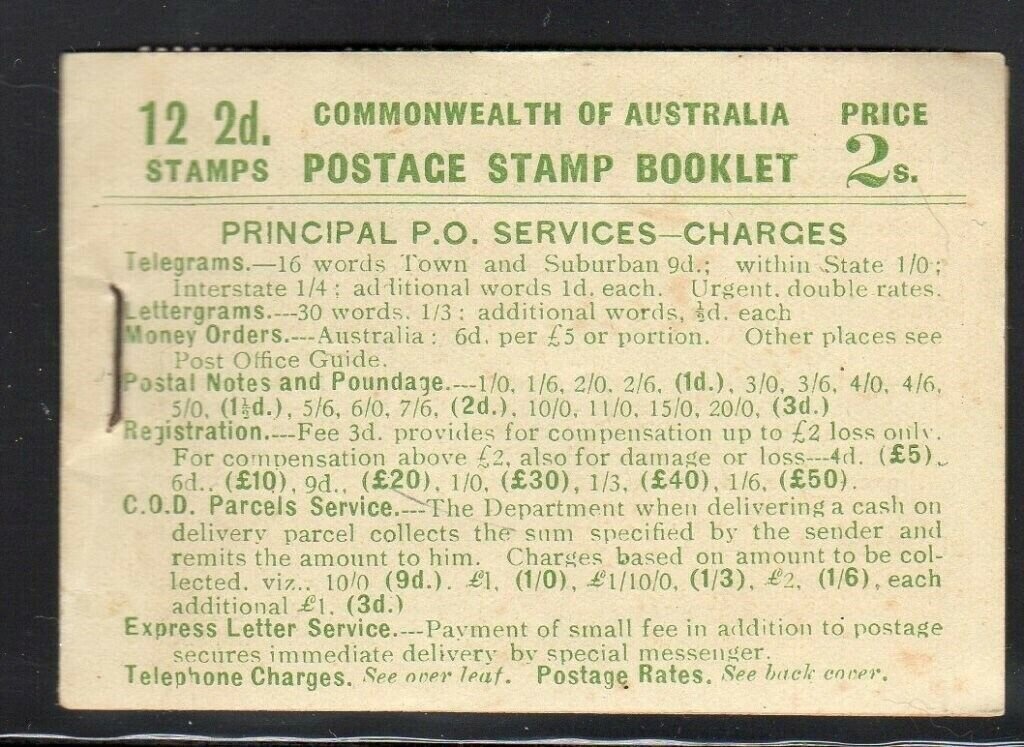 12 2d. COMMONWEALTH OF AUSTRALIA PRICE
STAMPS POSTAGE STAMP BOOKLET 2s.
PRINCIPAL P.O. SERVICES—CHARGES
Telegrams.—16 words Town and Suburban 9d.; within State 1/0;
Interstate 1/4; additional words 1d. each. Urgent, double rates.
Lettergrams.---30 words, 1/3; additional words, ½d. each
Money Orders.---Australia: 6d. per £5 or portion. Other places see
Post Office Guide.
Postal Notes and Poundage.---1/0, 1/6, 2/0, 2/6, (1d.), 3/0, 3/6, 4/0, 4/6,
5/0, (1½d.), 5/6, 6/0, 7/6, (2d.), 10/0, 11/0, 15/0, 20/0, (3d.)
Registration.---Fee 3d. provides for compensation up to £2 loss only.
For compensation above £2, also for damage or loss---4d. (£5),
6d., (£10), 9d., (£20), 1/0, (£30), 1/3, (£40), 1/6, (£50).
C.O.D. Parcels Service.---The Department when delivering a cash on
delivery parcel collects the sum specified by the sender and
remits the amount to him. Charges based on amount to be col-
lected, viz., 10/0 (9d.), £1, (1/0), £1/10/0, (1/3), £2, (1/6), each
additional £1, (3d.)
Express Letter Service.---Payment of small fee in addition to postage
secures immediate delivery by special messenger.
Telephone Charges. See over leaf. Postage Rates. See back cover.